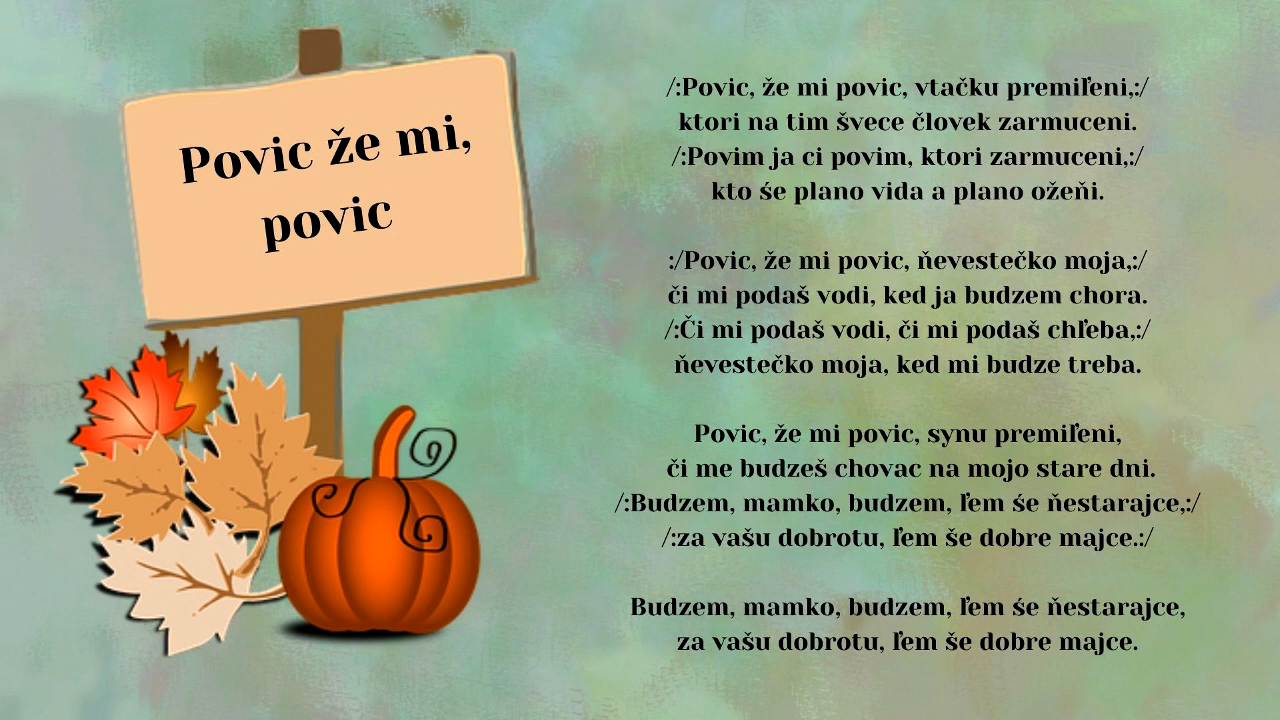 Povic že mi,
povic
/:Povic, že mi povic, vtačku premiľeni,:/
ktori na tim švece človek zarmuceni.
/:Povim ja ci povim, ktori zarmuceni,:/
kto śe plano vida a plano ožeňi.
:/Povic, že mi povic, ňevestečko moja,:/
či mi podaš vodi, ked ja budzem chora.
/:Či mi podaš vodi, či mi podaš chľeba,:/
ňevestečko moja, ked mi budze treba.
Povic, že mi povic, synu premiľeni,
či me budzeš chovac na mojo stare dni.
/:Budzem, mamko, budzem, ľem śe ňestarajce,:/
/:za vašu dobrotu, ľem še dobre majce.:/
Budzem, mamko, budzem, ľem śe ňestarajce,
za vašu dobrotu, ľem še dobre majce.